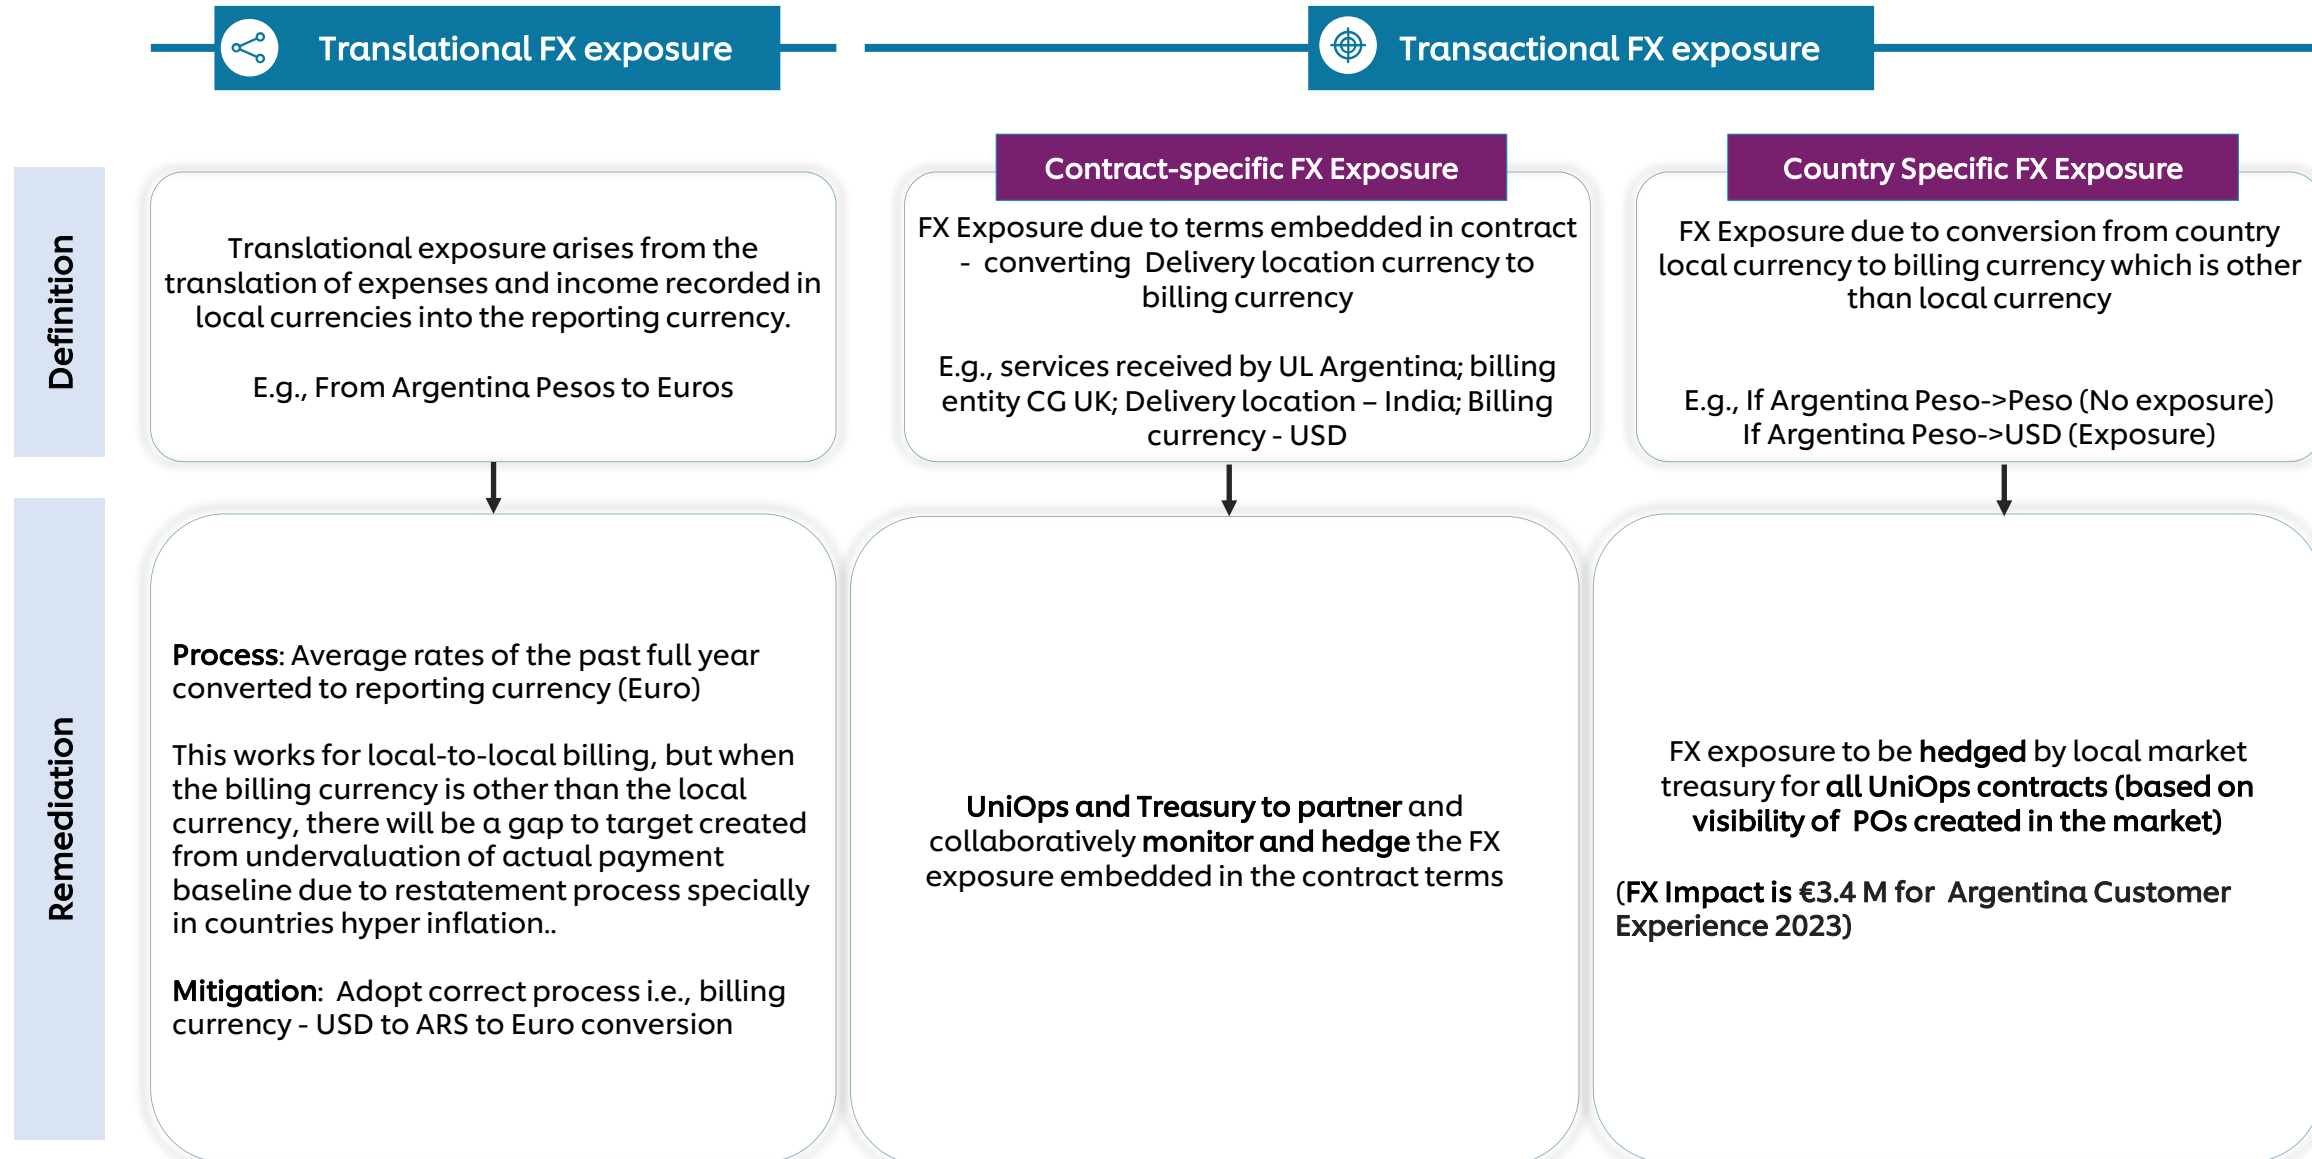 Translational FX exposure
Transactional FX exposure
Definition
Translational exposure arises from the
translation of expenses and income recorded in
local currencies into the reporting currency.
E.g., From Argentina Pesos to Euros
Contract-specific FX Exposure
FX Exposure due to terms embedded in contract
- converting Delivery location currency to
billing currency
E.g., services received by UL Argentina; billing
entity CG UK; Delivery location – India; Billing
currency - USD
Country Specific FX Exposure
FX Exposure due to conversion from country
local currency to billing currency which is other
than local currency
E.g., If Argentina Peso->Peso (No exposure)
If Argentina Peso->USD (Exposure)
Remediation
Process: Average rates of the past full year
converted to reporting currency (Euro)
This works for local-to-local billing, but when
the billing currency is other than the local
currency, there will be a gap to target created
from undervaluation of actual payment
baseline due to restatement process specially
in countries hyper inflation..
Mitigation: Adopt correct process i.e., billing
currency - USD to ARS to Euro conversion
UniOps and Treasury to partner and
collaboratively monitor and hedge the FX
exposure embedded in the contract terms
FX exposure to be hedged by local market
treasury for all UniOps contracts (based on
visibility of POs created in the market)
(FX Impact is €3.4 M for Argentina Customer
Experience 2023)